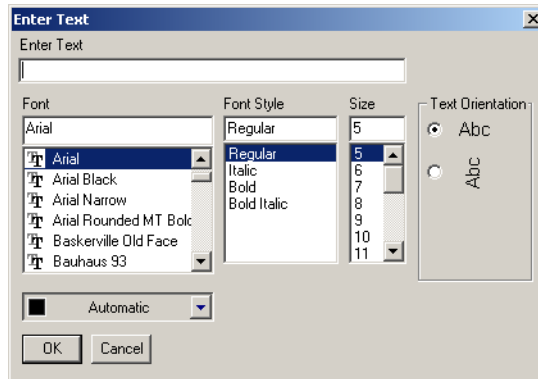 Enter Text
Enter Text
Font
Font Style
Size
Text Orientation
Arial
Regular
5
Abc
Arial
Arial Black
Arial Narrow
Arial Rounded MT Bolc
Baskerville Old Face
Bauhaus 93
Regular
Italic
Bold
Bold Italic
5
6
7
8
9
10
11
Abc
Automatic
OK
Cancel